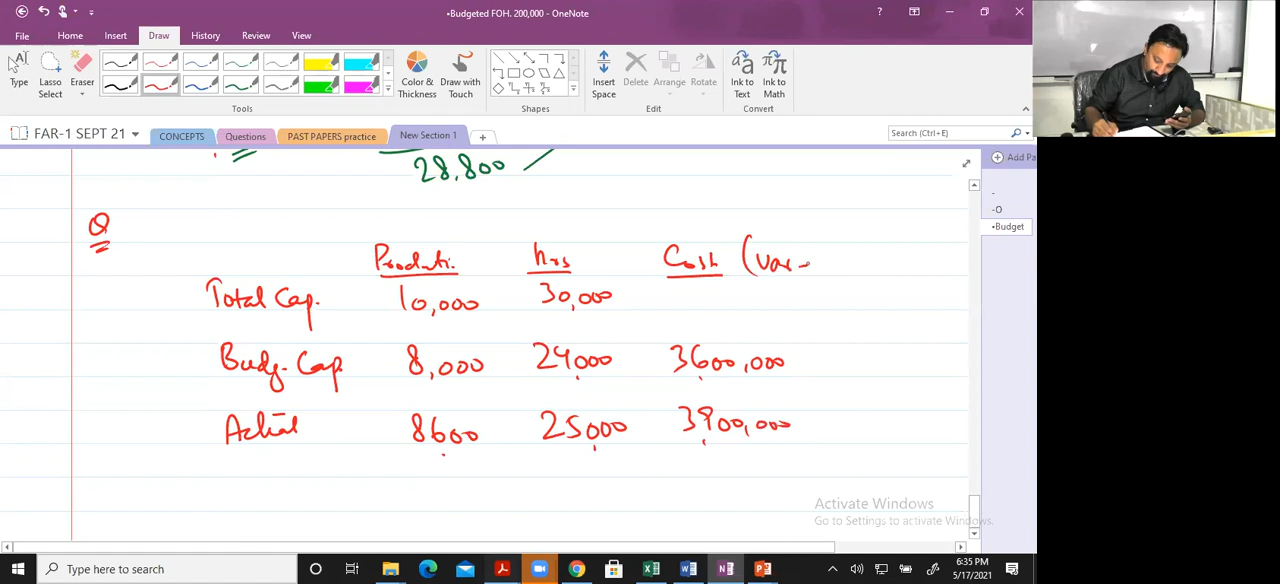 •Budgeted FOH. 200,000 - OneNote
File Home Insert Draw History Review View
Type
Lasso Select
Eraser
Color & Thickness
Draw with Touch
Insert Space
Delete
Arrange
Rotate
Ink to Text
Ink to Math
Tools
Shapes
Edit
Convert
FAR-1 SEPT 21
CONCEPTS
Questions
PAST PAPERS practice
New Section 1
Search (Ctrl+E)
Add Pa
-
-O
•Budget
28,800
Q
Producti. hrs Cost (var-
Total Cap. 10,000 30,000
Budg. Cap. 8,000 24,000 3600,000
Actual 8600 25000 3900,000
Activate Windows
Go to Settings to activate Windows.
Type here to search
6:35 PM
5/17/2021